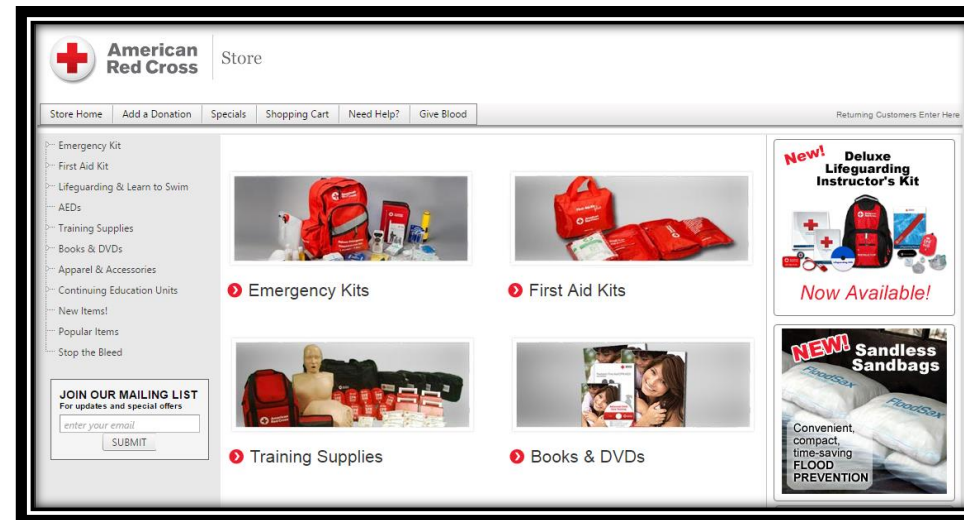 American
Red Cross
Store
Store Home
Add a Donation
Specials
Shopping Cart
Need Help?
Give Blood
Returning Customers Enter Here
Emergency Kit
First Aid Kit
Lifeguarding & Learn to Swim
AEDs
Training Supplies
Books & DVDs
Apparel & Accessories
Continuing Education Units
New Items!
Popular Items
Stop the Bleed
JOIN OUR MAILING LIST
For updates and special offers
enter your email
SUBMIT
Emergency Kits
First Aid Kits
American
Red Cross
Training Supplies
Books & DVDs
New!
Deluxe
Lifeguarding
Instructor's Kit
Now Available!
NEW!
Sandless
Sandbags
FloodSax
FloodSax
Convenient,
compact,
time-saving
FLOOD
PREVENTION